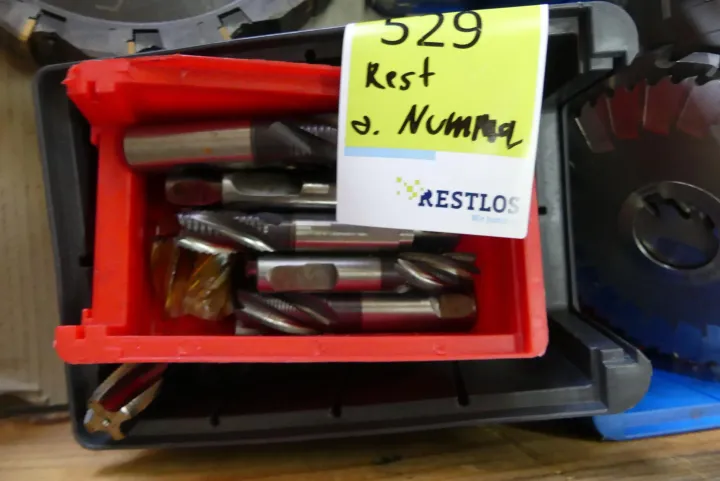 529
Rest
a. Numma
RESTLOS